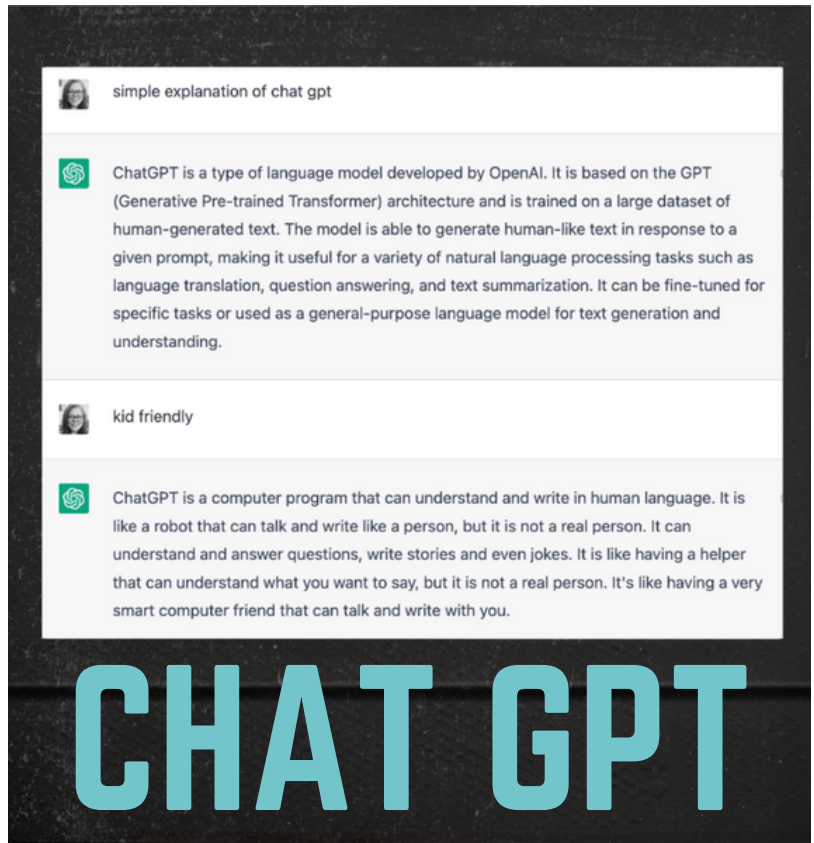 simple explanation of chat gpt
ChatGPT is a type of language model developed by OpenAI. It is based on the GPT
(Generative Pre-trained Transformer) architecture and is trained on a large dataset of
human-generated text. The model is able to generate human-like text in response to a
given prompt, making it useful for a variety of natural language processing tasks such as
language translation, question answering, and text summarization. It can be fine-tuned for
specific tasks or used as a general-purpose language model for text generation and
understanding.
kid friendly
ChatGPT is a computer program that can understand and write in human language. It is
like a robot that can talk and write like a person, but it is not a real person. It can
understand and answer questions, write stories and even jokes. It is like having a helper
that can understand what you want to say, but it is not a real person. It's like having a very
smart computer friend that can talk and write with you.
CHAT GPT